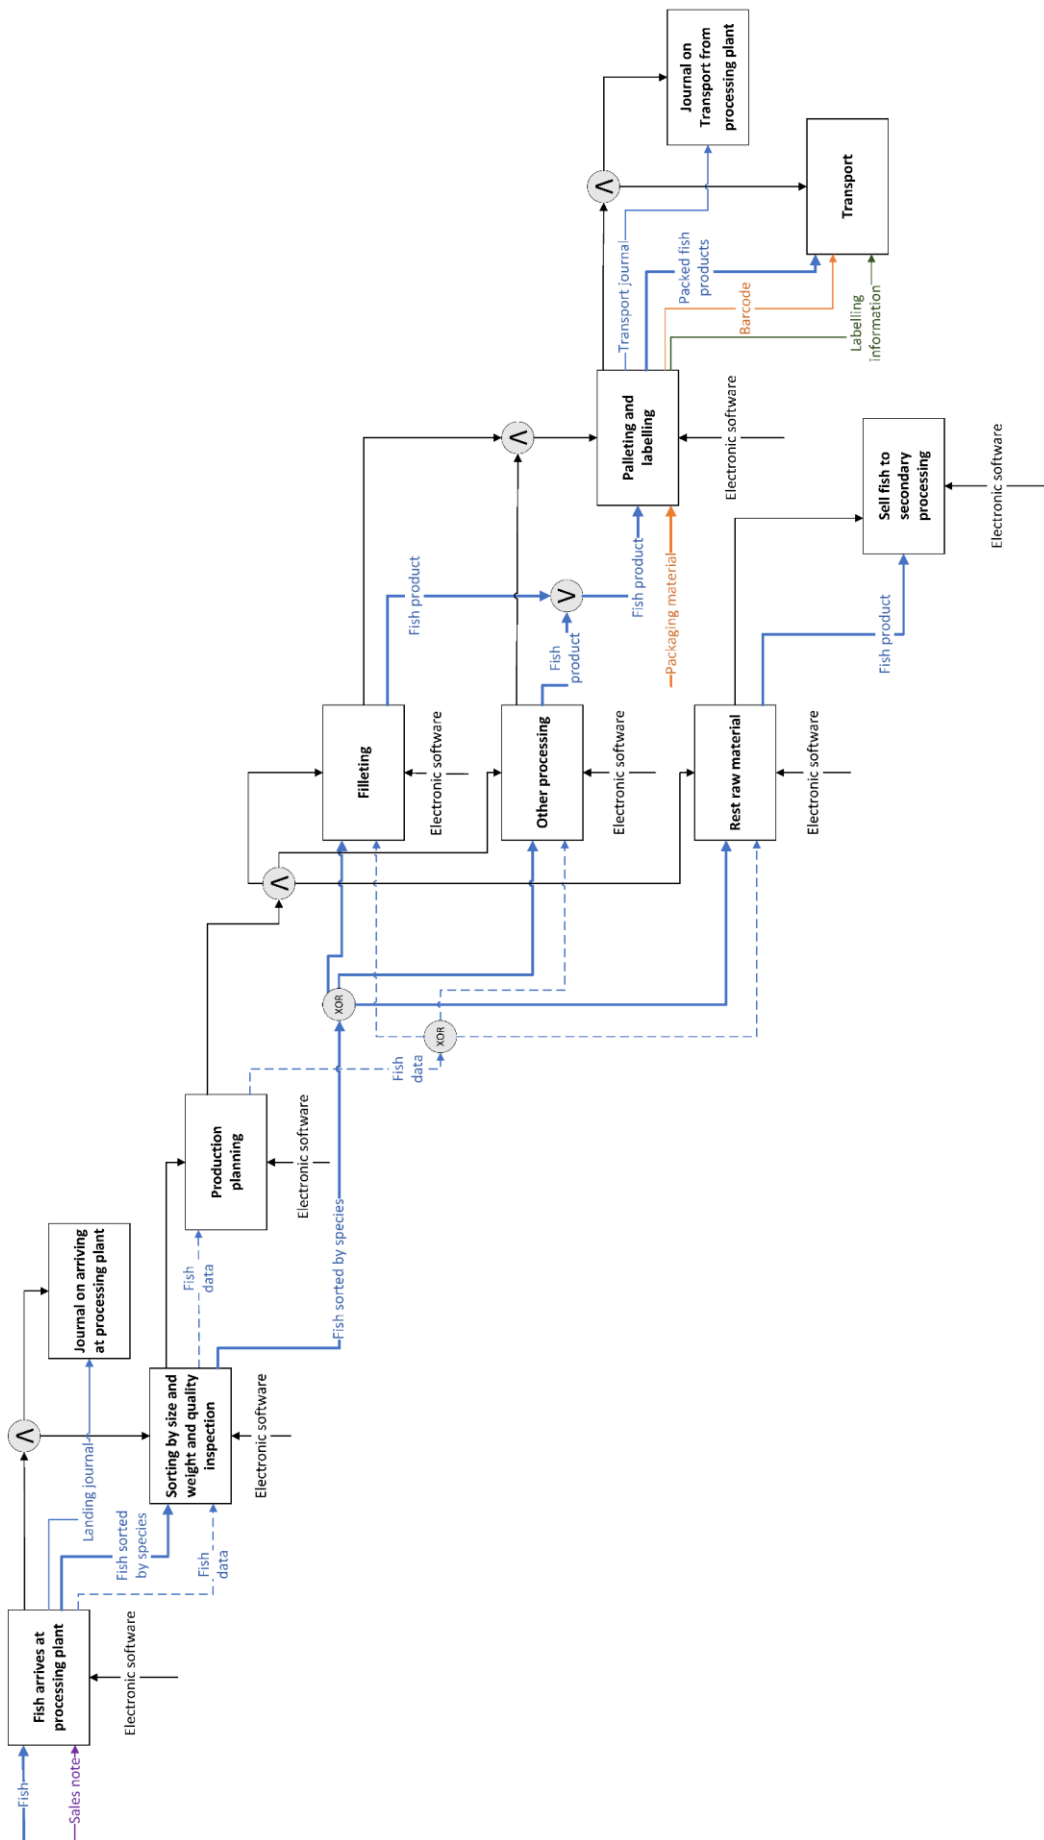 Fish
Sales note
Fish arrives at
processing plant
Electronic software
Landing journal
Fish sorted
by species
Fish
data
V
Journal on arriving
at processing plant
Sorting by size and
weight and quality
inspection
Electronic software
Fish
data
Fish sorted by species
Production
planning
Electronic software
Fish
data
XOR
XOR
V
Filleting
Electronic software
Other processing
Electronic software
Rest raw material
Electronic software
Fish product
Fish
product
V
Fish product
Packaging material
Fish product
V
Palleting and
labelling
Electronic software
Sell fish to
secondary
processing
Electronic software
Transport journal
Packed fish
products
Barcode
Labelling
information
V
Journal on
Transport from
processing plant
Transport